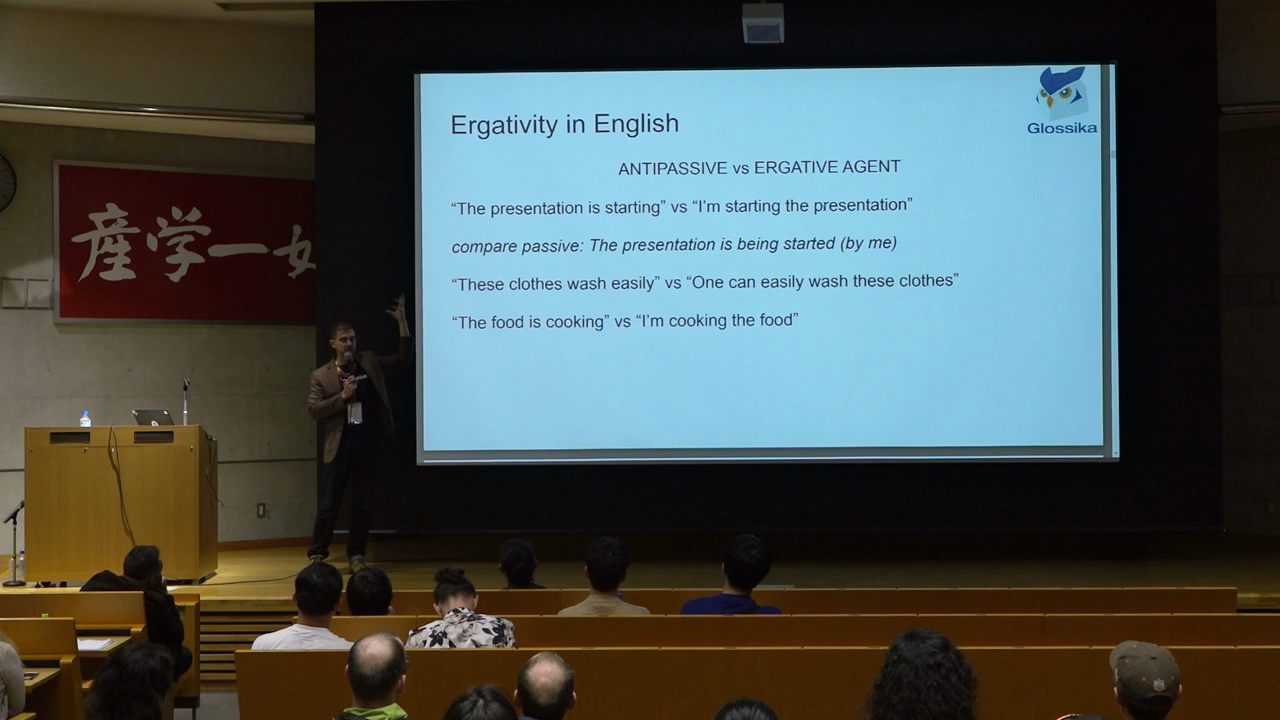 Ergativity in English
Glossika
ANTIPASSIVE vs ERGATIVE AGENT
“The presentation is starting” vs “I’m starting the presentation”
compare passive: The presentation is being started (by me)
“These clothes wash easily” vs “One can easily wash these clothes”
“The food is cooking” vs “I’m cooking the food”
産学一如